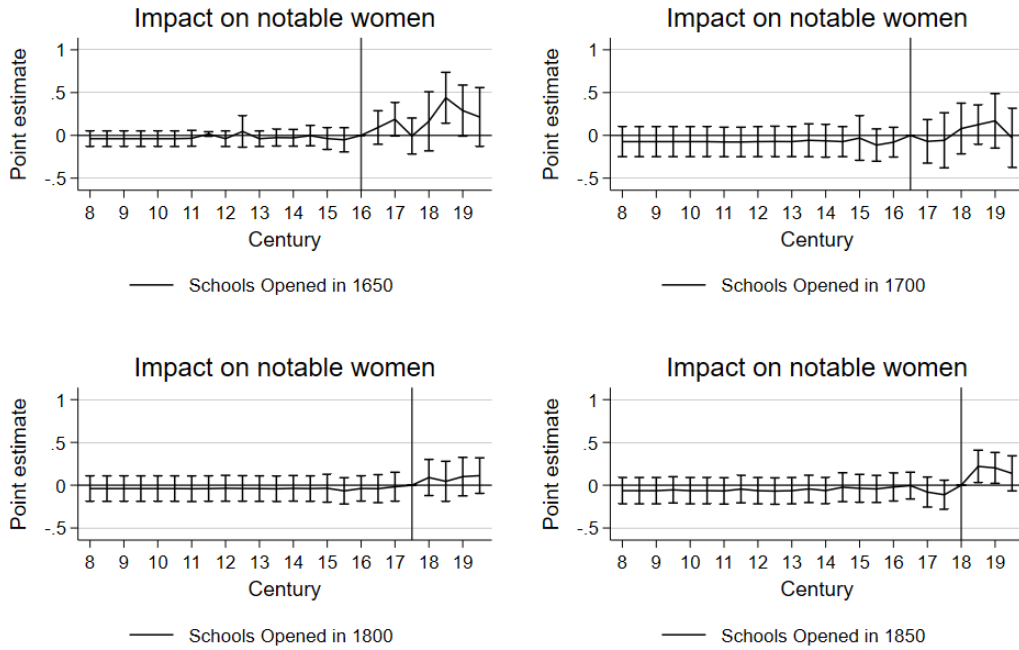 Impact on notable women
Point estimate
1
.5
0
-.5
8 9 10 11 12 13 14 15 16 17 18 19
Century
Schools Opened in 1650
Impact on notable women
Point estimate
1
.5
0
-.5
8 9 10 11 12 13 14 15 16 17 18 19
Century
Schools Opened in 1700
Impact on notable women
Point estimate
1
.5
0
-.5
8 9 10 11 12 13 14 15 16 17 18 19
Century
Schools Opened in 1800
Impact on notable women
Point estimate
1
.5
0
-.5
8 9 10 11 12 13 14 15 16 17 18 19
Century
Schools Opened in 1850